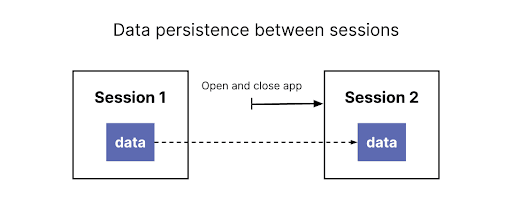 Data persistence between sessions
Session 1
data
Open and close app
Session 2
data